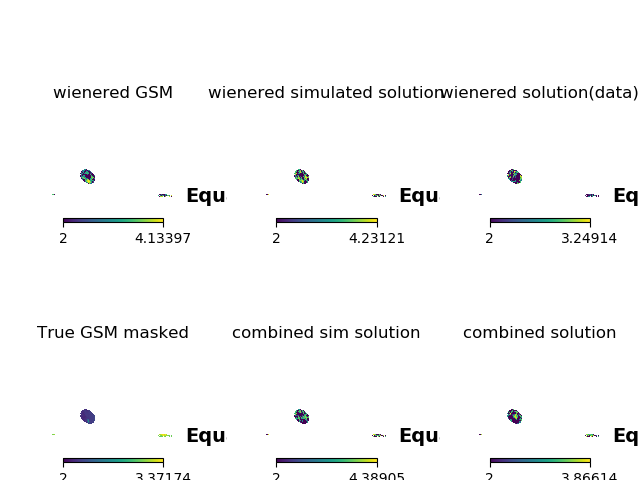 wienered GSM wienered simulated solution wienered solution(data)
Equ Equ Eq
2 4.13397 2 4.23121 2 3.24914
True GSM masked combined sim solution combined solution
Equ Equ Eq
2 3.37174 2 4.38905 2 3.86614